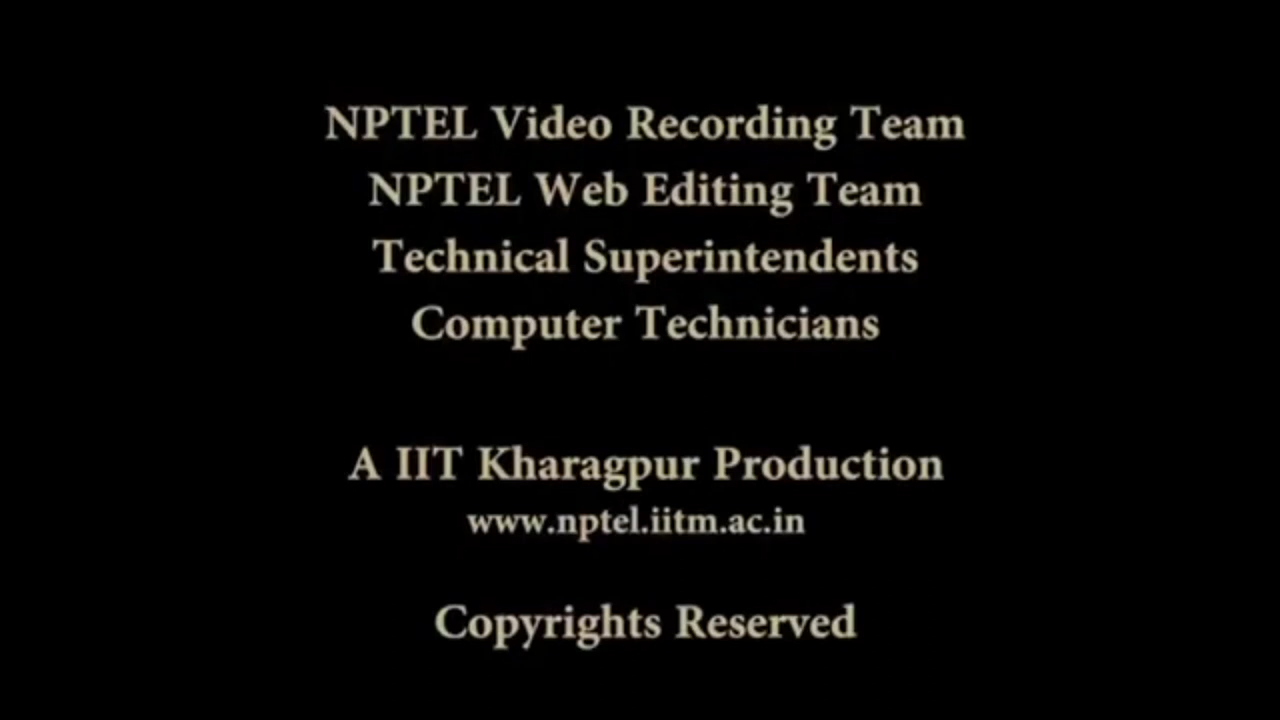 NPTEL Video Recording Team
NPTEL Web Editing Team
Technical Superintendents
Computer Technicians
A IIT Kharagpur Production
www.nptel.iitm.ac.in
Copyrights Reserved